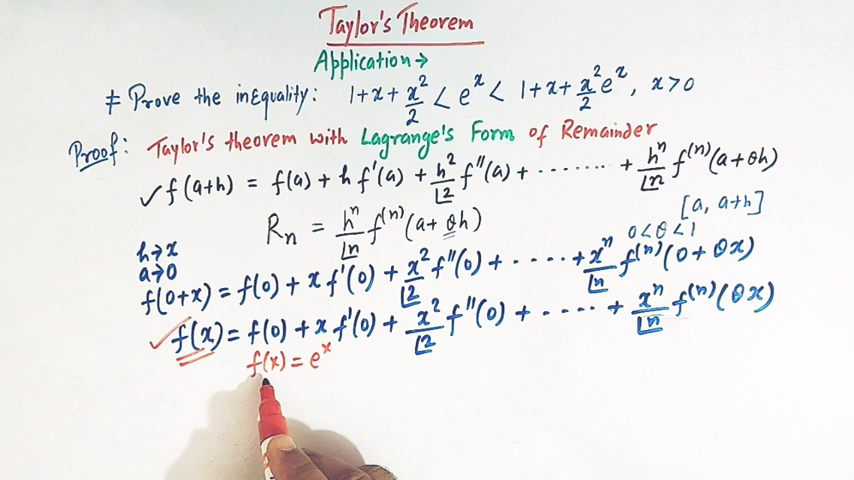 Taylor's Theorem
Application→
# Prove the inequality: 1+x+x²/2 < eˣ < 1+x+x²/2 eˣ, x>0
Proof: Taylor's theorem with Lagrange's Form of Remainder
✓f(a+h) = f(a) + h f'(a) + h²/⌊2 f''(a) + ....... + hⁿ/⌊n f⁽ⁿ⁾(a+θh)
Rₙ = hⁿ/⌊n f⁽ⁿ⁾(a+θh) [a, a+h]
0<θ<1
h→x
a→0
f(0+x) = f(0) + x f'(0) + x²/⌊2 f''(0) + ..... + xⁿ/⌊n f⁽ⁿ⁾(0+θx)
✓f(x) = f(0) + x f'(0) + x²/⌊2 f''(0) + ..... + xⁿ/⌊n f⁽ⁿ⁾(θx)
f(x) = eˣ